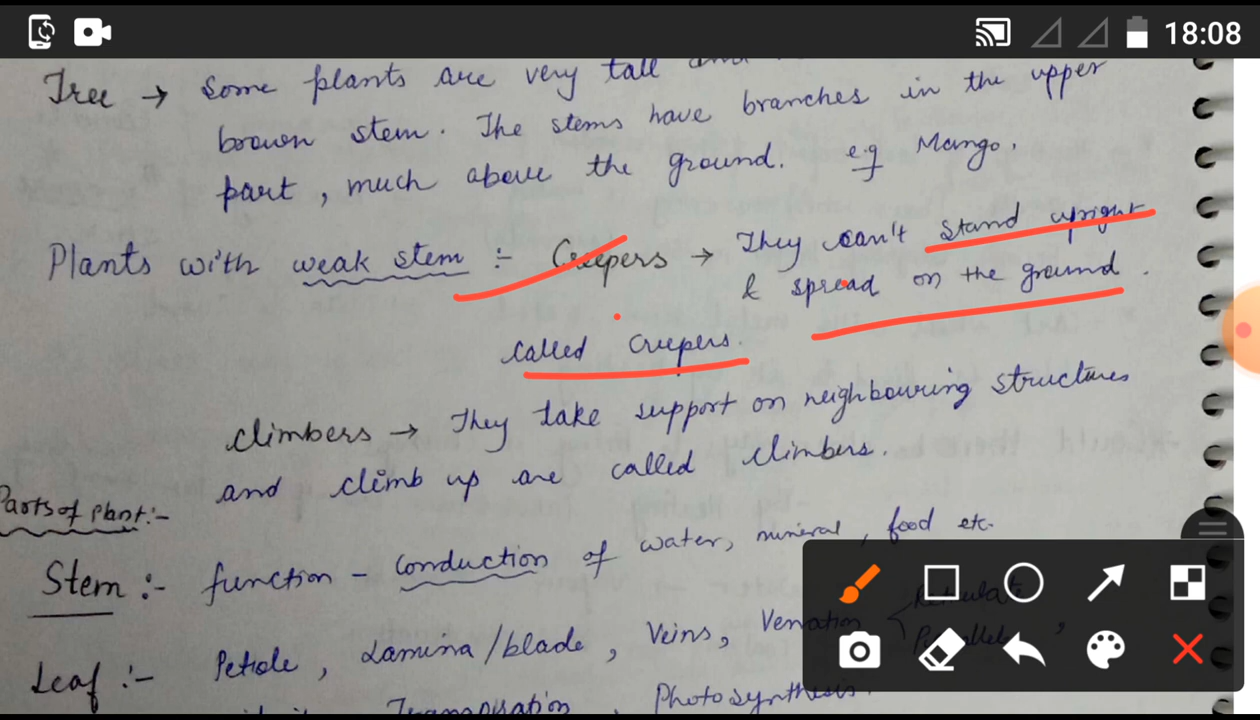 18:08
Tree → Some plants are very tall and
brown stem. The stems have branches in the upper
part, much above the ground. e.g Mango.
Plants with weak stem :- Creepers → They can't stand upright
& spread on the ground.
called creepers.
climbers → They take support on neighbouring structures
and climb up are called climbers.
Parts of Plant:-
Stem :- function - conduction of water, mineral, food etc.
Leaf :- Petiole, Lamina/blade, Veins, Venation
Transpiration, Photosynthesis.